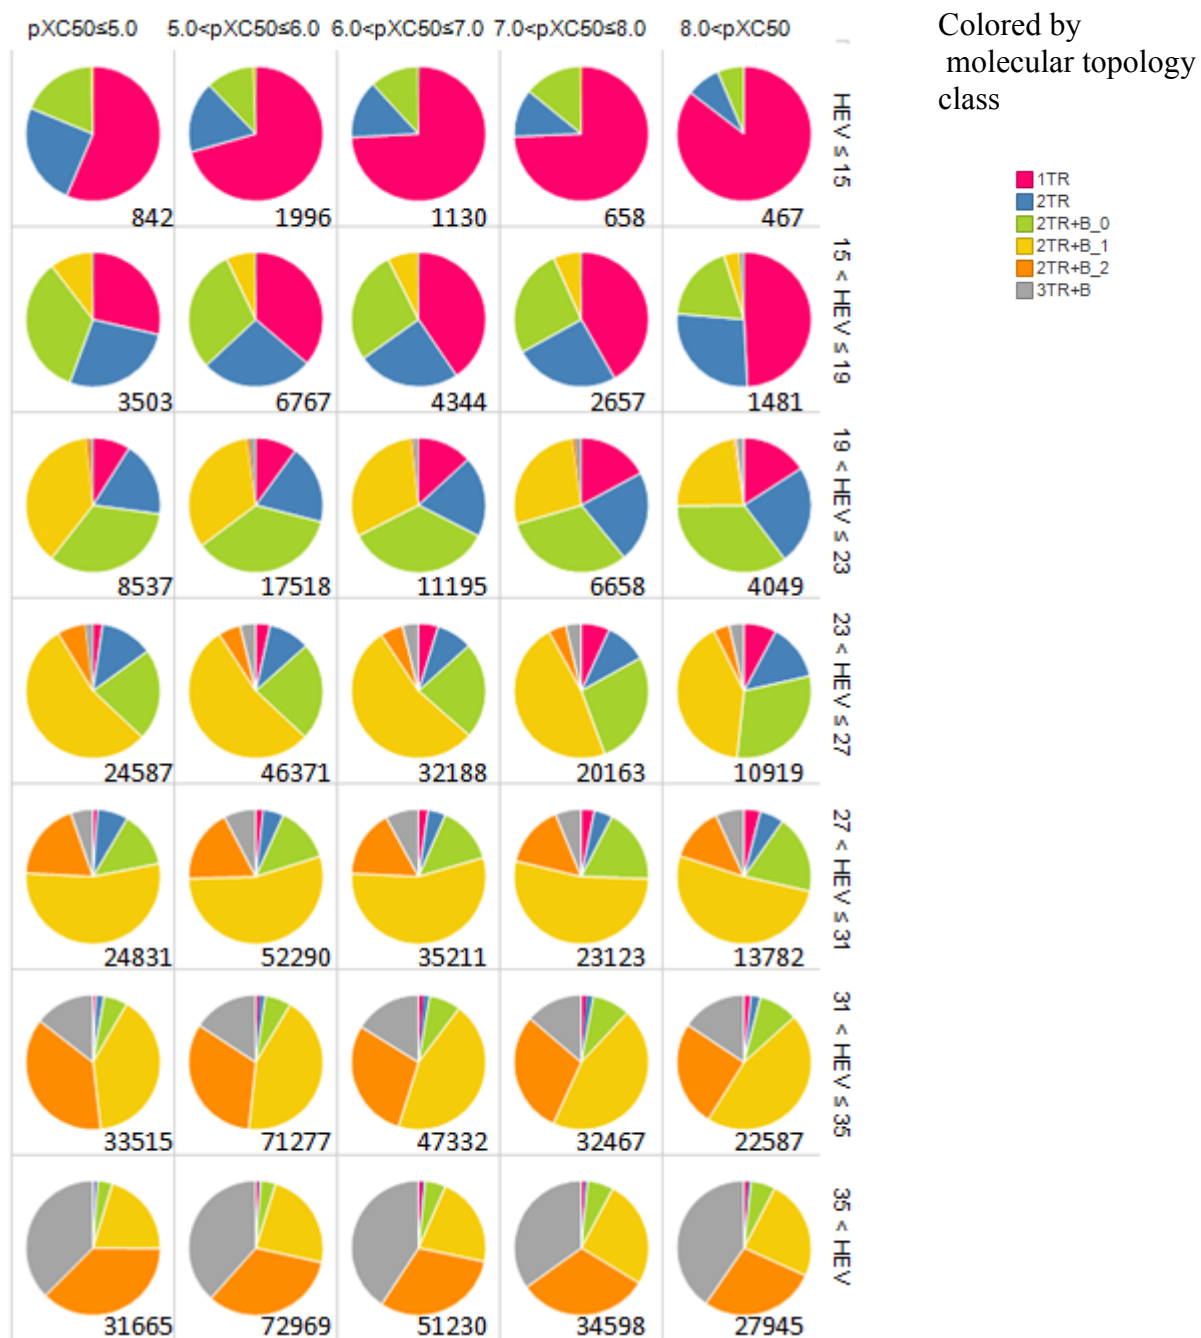 pXC50≤5.0 5.0<pXC50≤6.0 6.0<pXC50≤7.0 7.0<pXC50≤8.0 8.0<pXC50
Colored by
molecular topology
class
1TR
2TR
2TR+B_0
2TR+B_1
2TR+B_2
3TR+B
HEV ≤ 15
842 1996 1130 658 467
15 < HEV ≤ 19
3503 6767 4344 2657 1481
19 < HEV ≤ 23
8537 17518 11195 6658 4049
23 < HEV ≤ 27
24587 46371 32188 20163 10919
27 < HEV ≤ 31
24831 52290 35211 23123 13782
31 < HEV ≤ 35
33515 71277 47332 32467 22587
35 < HEV
31665 72969 51230 34598 27945